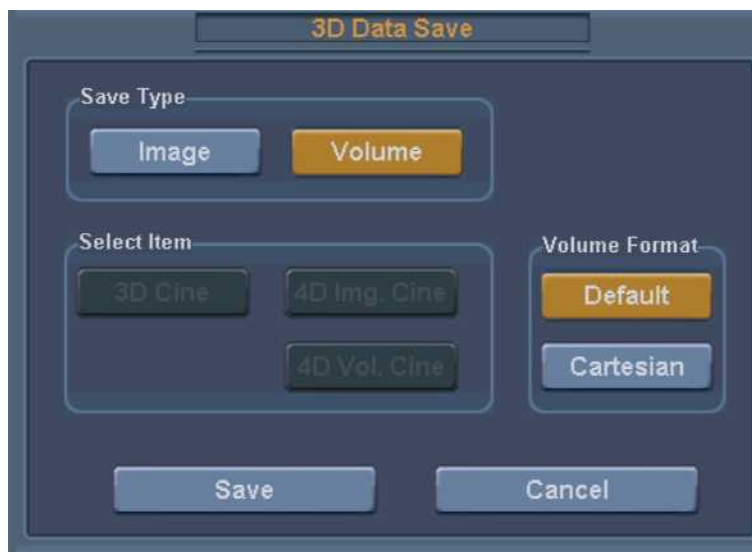 3D Data Save
Save Type
Image Volume
Select Item
Volume Format
3D Cine 4D Img. Cine
Default
4D Vol. Cine
Cartesian
Save Cancel